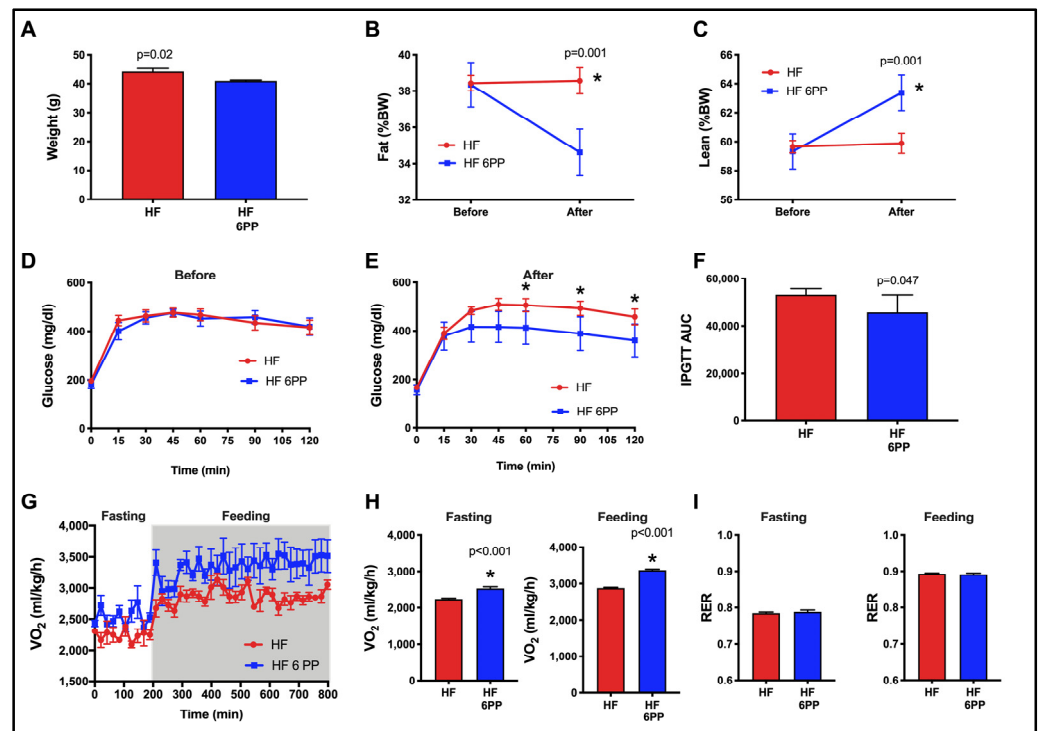 A
p=0.02
Weight (g)
50
40
30
20
10
0
HF
HF
6PP
B
p=0.001
*
Fat (%BW)
40
38
36
34
32
HF
HF 6PP
Before
After
C
p=0.001
*
Lean (%BW)
66
64
62
60
58
56
HF
HF 6PP
Before
After
D
Before
Glucose (mg/dl)
600
400
200
0
HF
HF 6PP
0 15 30 45 60 75 90 105 120
Time (min)
E
After
* * *
Glucose (mg/dl)
600
400
200
0
HF
HF 6PP
0 15 30 45 60 75 90 105 120
Time (min)
F
p=0.047
IPGTT AUC
60,000
40,000
20,000
0
HF
HF
6PP
G
Fasting Feeding
VO2 (ml/kg/h)
4,000
3,500
3,000
2,500
2,000
1,500
HF
HF 6 PP
0 100 200 300 400 500 600 700 800
Time (min)
H
Fasting
p<0.001
*
VO2 (ml/kg/h)
4,000
3,000
2,000
1,000
0
HF
HF
6PP
Feeding
p<0.001
*
VO2 (ml/kg/h)
4,000
3,000
2,000
1,000
0
HF
HF
6PP
I
Fasting
RER
1.0
0.9
0.8
0.7
0.6
HF
HF
6PP
Feeding
RER
1.0
0.9
0.8
0.7
0.6
HF
HF
6PP